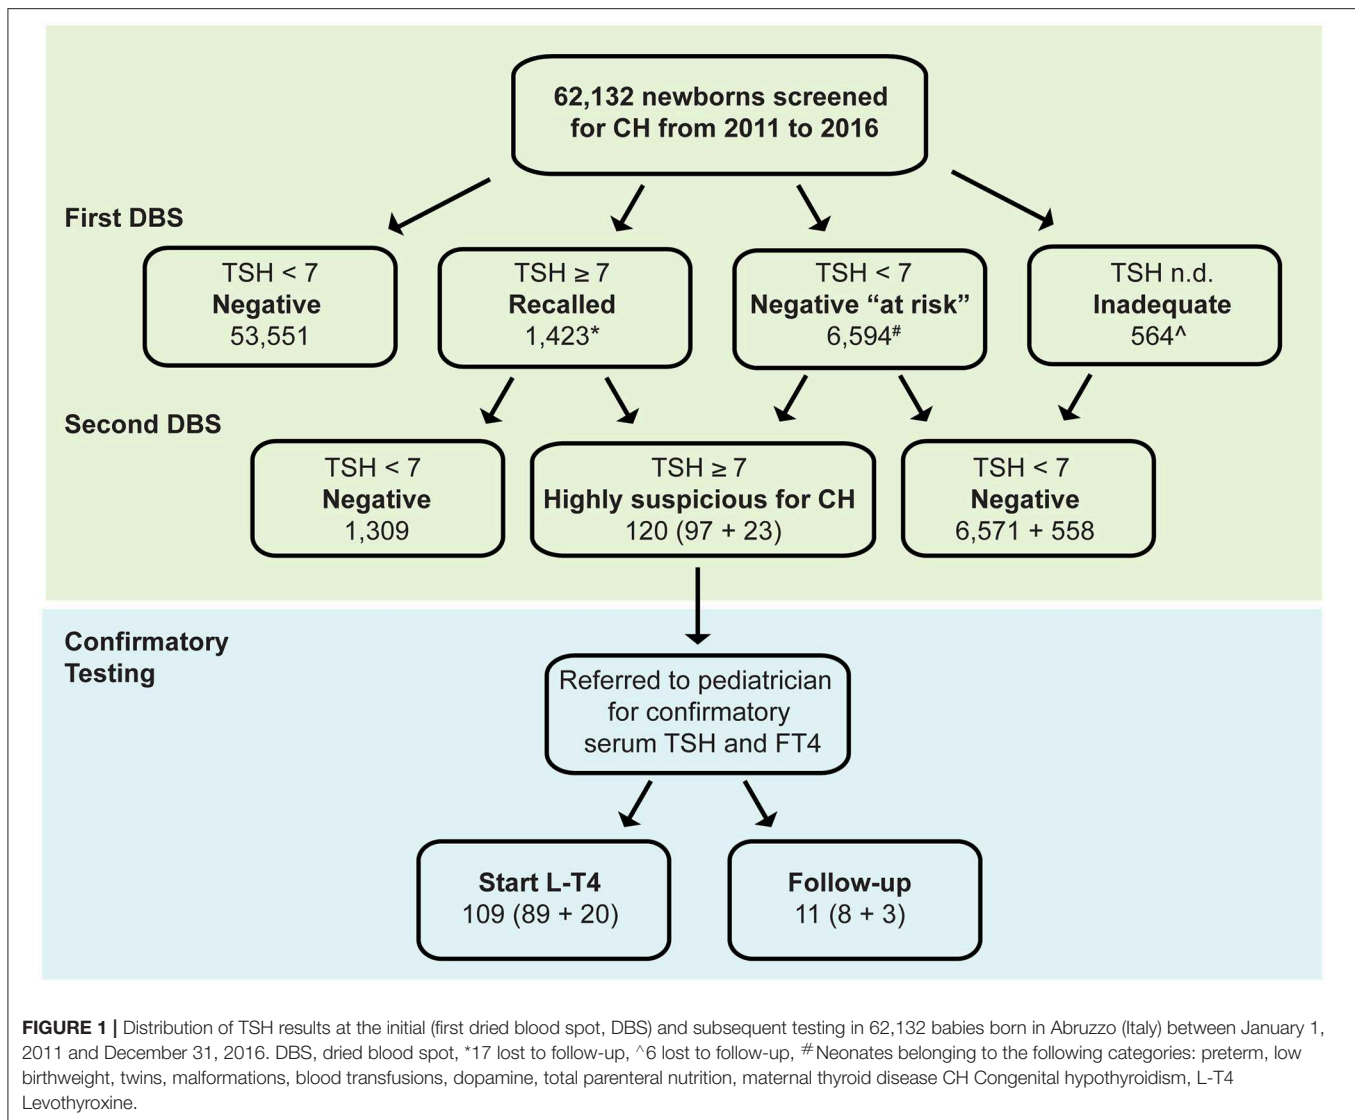 62,132 newborns screened
for CH from 2011 to 2016
First DBS
TSH < 7
Negative
53,551
TSH ≥ 7
Recalled
1,423*
TSH < 7
Negative “at risk”
6,594#
TSH n.d.
Inadequate
564^
Second DBS
TSH < 7
Negative
1,309
TSH ≥ 7
Highly suspicious for CH
120 (97 + 23)
TSH < 7
Negative
6,571 + 558
Confirmatory
Testing
Referred to pediatrician
for confirmatory
serum TSH and FT4
Start L-T4
109 (89 + 20)
Follow-up
11 (8 + 3)
FIGURE 1 | Distribution of TSH results at the initial (first dried blood spot, DBS) and subsequent testing in 62,132 babies born in Abruzzo (Italy) between January 1,
2011 and December 31, 2016. DBS, dried blood spot, *17 lost to follow-up, ^6 lost to follow-up, #Neonates belonging to the following categories: preterm, low
birthweight, twins, malformations, blood transfusions, dopamine, total parenteral nutrition, maternal thyroid disease CH Congenital hypothyroidism, L-T4
Levothyroxine.